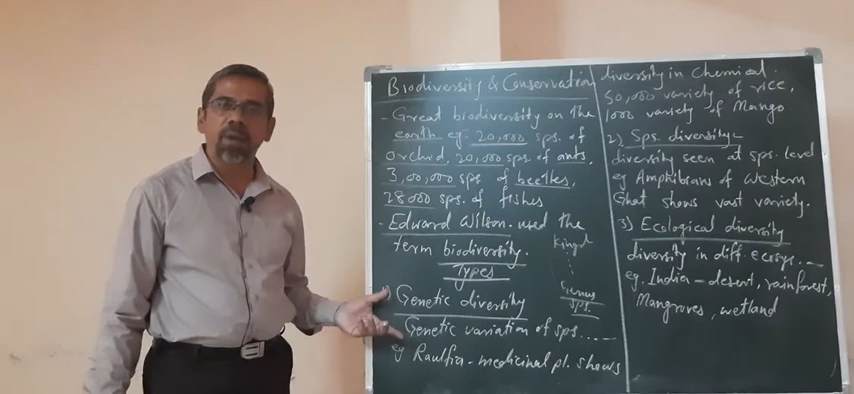 Biodiversity & Conservation
- Great biodiversity on the
earth eg. 20,000 sps. of
orchid, 20,000 sps. of ants,
3,00,000 sps of beetles,
28000 sps. of fishes
- Edward Wilson used the
term biodiversity.
Types
1) Genetic diversity
Genetic variation of sps. ....
eg Raulfia - medicinal pl. shows
kingd
Genus
sps.
diversity in chemical.
50,000 variety of rice,
1000 variety of Mango
2) Sps. diversity-
diversity seen at sps. level
eg Amphibians of Western
Ghat shows vast variety.
3) Ecological diversity
diversity in diff. ecosys. ....
eg. India - desert, rainforest,
Mangroves, wetland